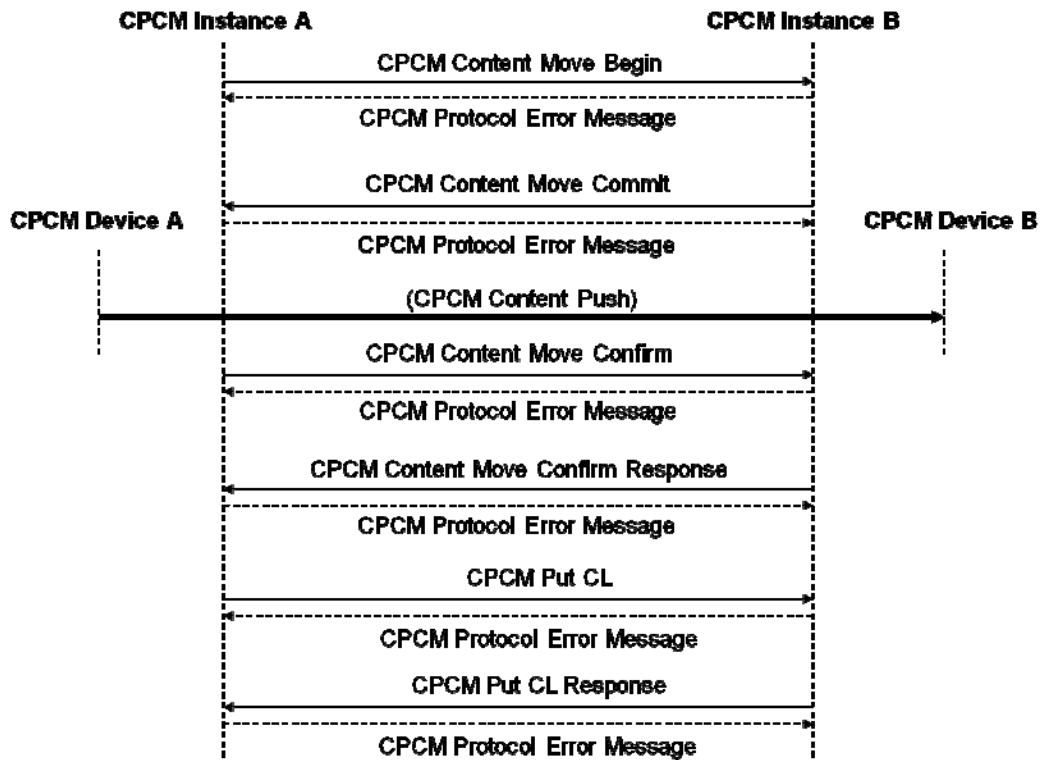 CPCM Instance A
CPCM Instance B
CPCM Content Move Begin
CPCM Protocol Error Message
CPCM Content Move Commit
CPCM Device A
CPCM Device B
CPCM Protocol Error Message
(CPCM Content Push)
CPCM Content Move Confirm
CPCM Protocol Error Message
CPCM Content Move Confirm Response
CPCM Protocol Error Message
CPCM Put CL
CPCM Protocol Error Message
CPCM Put CL Response
CPCM Protocol Error Message